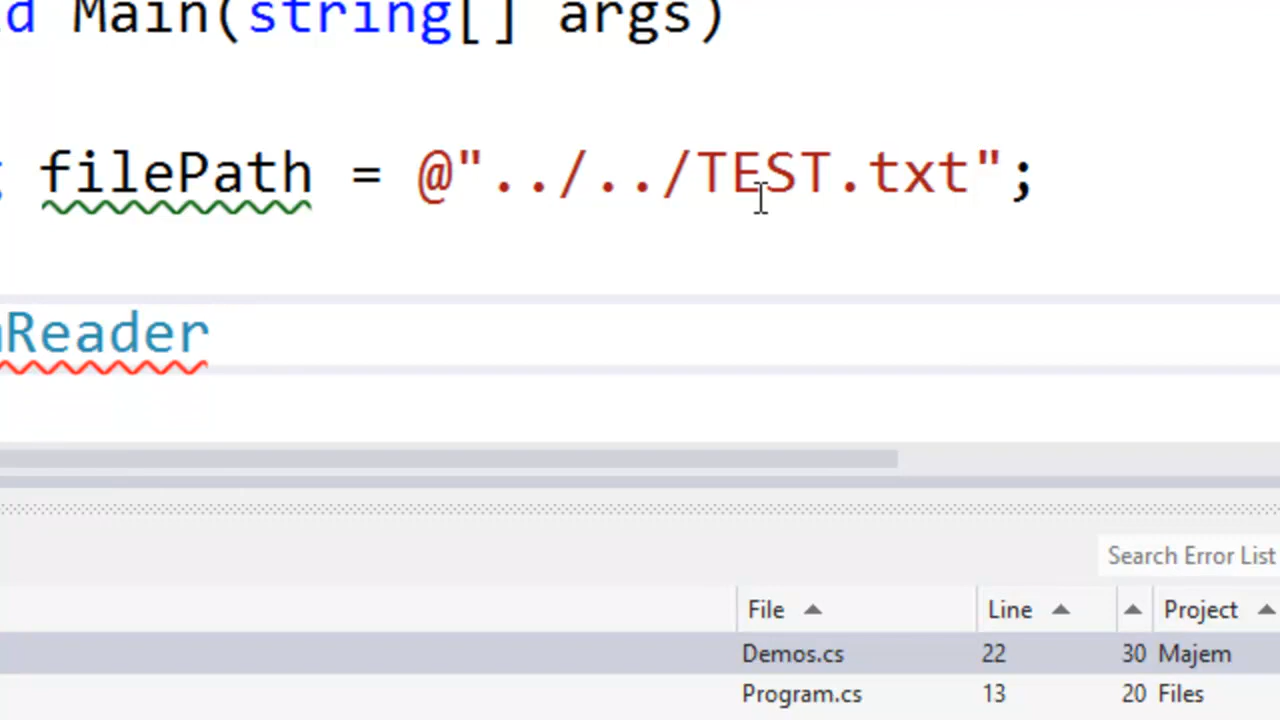 d Main(string[] args)
filePath = @"../../TEST.txt";
Reader
Search Error List
File Line Project
Demos.cs 22 30 Majem
Program.cs 13 20 Files